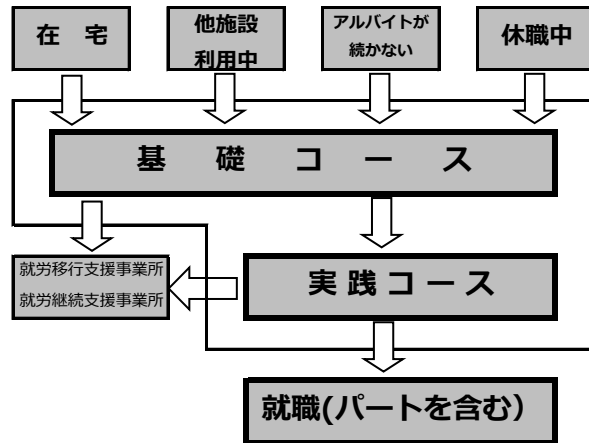 在　宅
他施設
利用中
アルバイトが
続かない
休職中
基　礎　コ　ー　ス
就労移行支援事業所
就労継続支援事業所
実 践 コ ー ス
就職(パートを含む）